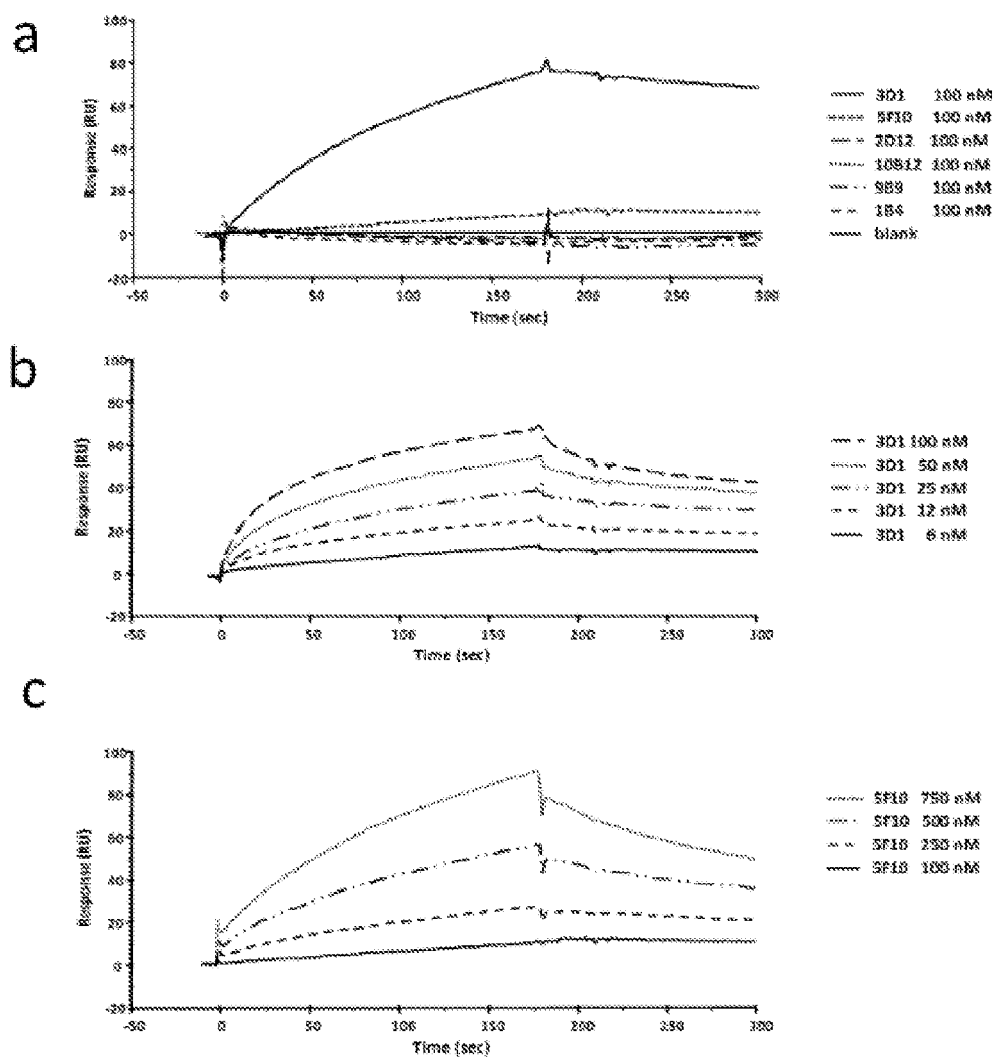 a
100
80
60
40
20
0
-20
Response (RU)
-50 0 50 100 150 200 250 300
Time (sec)
3D1 100 nM
5F10 100 nM
2D12 100 nM
10B12 100 nM
9B9 100 nM
1B4 100 nM
blank
b
100
80
60
40
20
0
-20
Response (RU)
-50 0 50 100 150 200 250 300
Time (sec)
3D1 100 nM
3D1 50 nM
3D1 25 nM
3D1 12 nM
3D1 6 nM
c
100
80
60
40
20
0
-20
Response (RU)
-50 0 50 100 150 200 250 300
Time (sec)
5F10 750 nM
5F10 500 nM
5F10 250 nM
5F10 100 nM